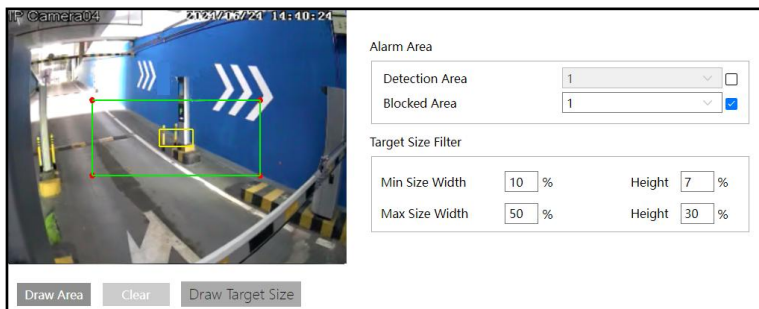 IP Camera04 2024/06/24 14:40:24
Alarm Area
Detection Area 1
Blocked Area 1
Target Size Filter
Min Size Width 10 % Height 7 %
Max Size Width 50 % Height 30 %
Draw Area Clear Draw Target Size